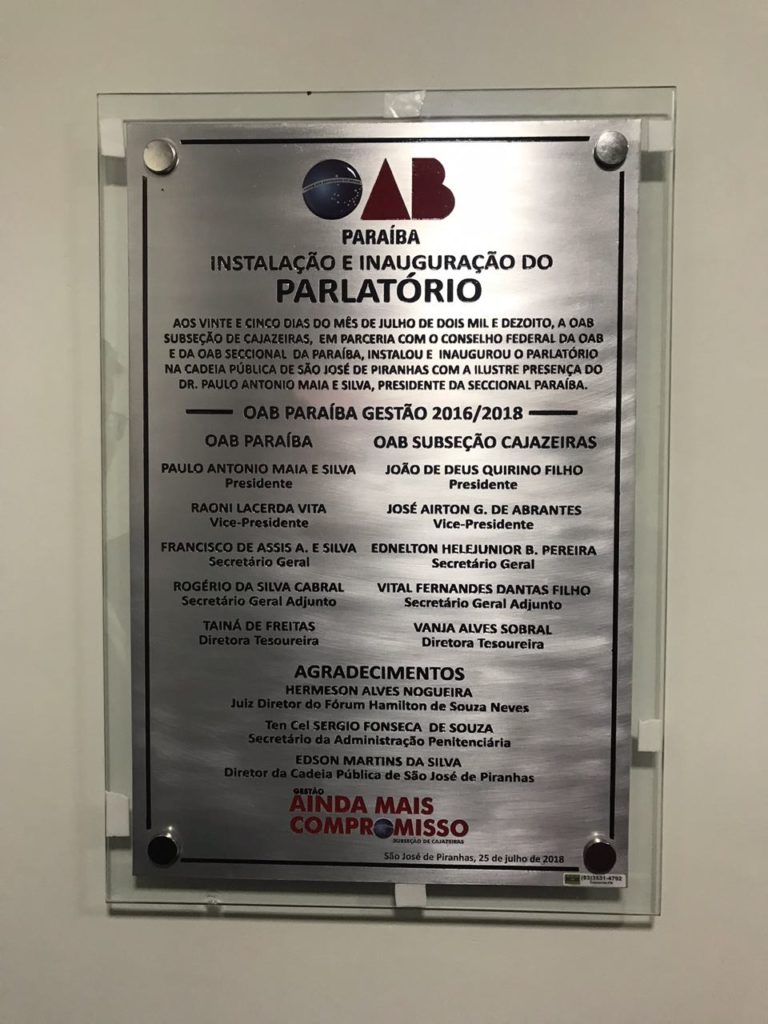 OAB
PARAÍBA
INSTALAÇÃO E INAUGURAÇÃO DO
PARLATÓRIO
AOS VINTE E CINCO DIAS DO MÊS DE JULHO DE DOIS MIL E DEZOITO, A OAB
SUBSEÇÃO DE CAJAZEIRAS, EM PARCERIA COM O CONSELHO FEDERAL DA OAB
E DA OAB SECCIONAL DA PARAÍBA, INSTALOU E INAUGUROU O PARLATÓRIO
NA CADEIA PÚBLICA DE SÃO JOSÉ DE PIRANHAS COM A ILUSTRE PRESENÇA DO
DR. PAULO ANTONIO MAIA E SILVA, PRESIDENTE DA SECCIONAL PARAÍBA.
OAB PARAÍBA GESTÃO 2016/2018
OAB PARAÍBA
PAULO ANTONIO MAIA E SILVA
Presidente
RAONI LACERDA VITA
Vice-Presidente
FRANCISCO DE ASSIS A. E SILVA
Secretário Geral
ROGÉRIO DA SILVA CABRAL
Secretário Geral Adjunto
TAINÁ DE FREITAS
Diretora Tesoureira
OAB SUBSEÇÃO CAJAZEIRAS
JOÃO DE DEUS QUIRINO FILHO
Presidente
JOSÉ AIRTON G. DE ABRANTES
Vice-Presidente
EDNELTON HELEJUNIOR B. PEREIRA
Secretário Geral
VITAL FERNANDES DANTAS FILHO
Secretário Geral Adjunto
VANJA ALVES SOBRAL
Diretora Tesoureira
AGRADECIMENTOS
HERMESON ALVES NOGUEIRA
Juiz Diretor do Fórum Hamilton de Souza Neves
Ten Cel SERGIO FONSECA DE SOUZA
Secretário da Administração Penitenciária
EDSON MARTINS DA SILVA
Diretor da Cadeia Pública de São José de Piranhas
GESTÃO
AINDA MAIS
COMPROMISSO
SUBSEÇÃO DE CAJAZEIRAS
São José de Piranhas, 25 de julho de 2018
(83)3531-4792